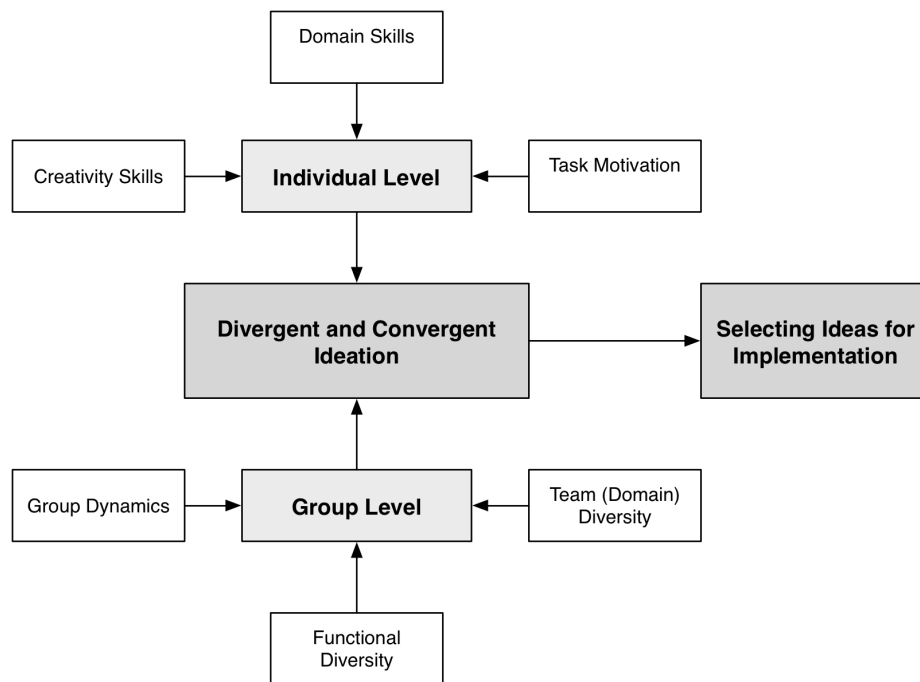 Domain Skills
Creativity Skills
Individual Level
Task Motivation
Divergent and Convergent
Ideation
Selecting Ideas for
Implementation
Group Dynamics
Group Level
Team (Domain)
Diversity
Functional
Diversity